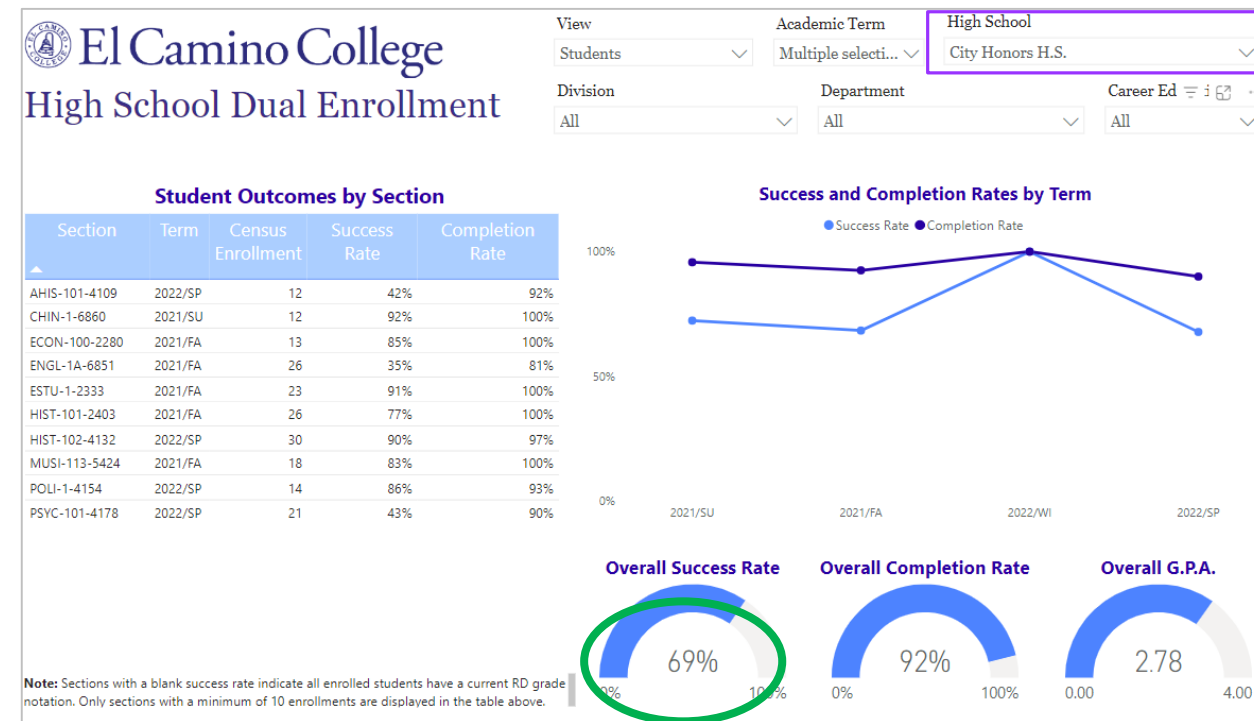 El Camino College
High School Dual Enrollment
View
Students
Academic Term
Multiple selecti...
High School
City Honors H.S.
Division
All
Department
All
Career Ed
All
Student Outcomes by Section
Section Term Census Enrollment Success Rate Completion Rate
AHIS-101-4109 2022/SP 12 42% 92%
CHIN-1-6860 2021/SU 12 92% 100%
ECON-100-2280 2021/FA 13 85% 100%
ENGL-1A-6851 2021/FA 26 35% 81%
ESTU-1-2333 2021/FA 23 91% 100%
HIST-101-2403 2021/FA 26 77% 100%
HIST-102-4132 2022/SP 30 90% 97%
MUSI-113-5424 2021/FA 18 83% 100%
POLI-1-4154 2022/SP 14 86% 93%
PSYC-101-4178 2022/SP 21 43% 90%
Note: Sections with a blank success rate indicate all enrolled students have a current RD grade
notation. Only sections with a minimum of 10 enrollments are displayed in the table above.
Success and Completion Rates by Term
Success Rate Completion Rate
100%
50%
0%
2021/SU 2021/FA 2022/WI 2022/SP
Overall Success Rate
69%
0% 100%
Overall Completion Rate
92%
0% 100%
Overall G.P.A.
2.78
0.00 4.00